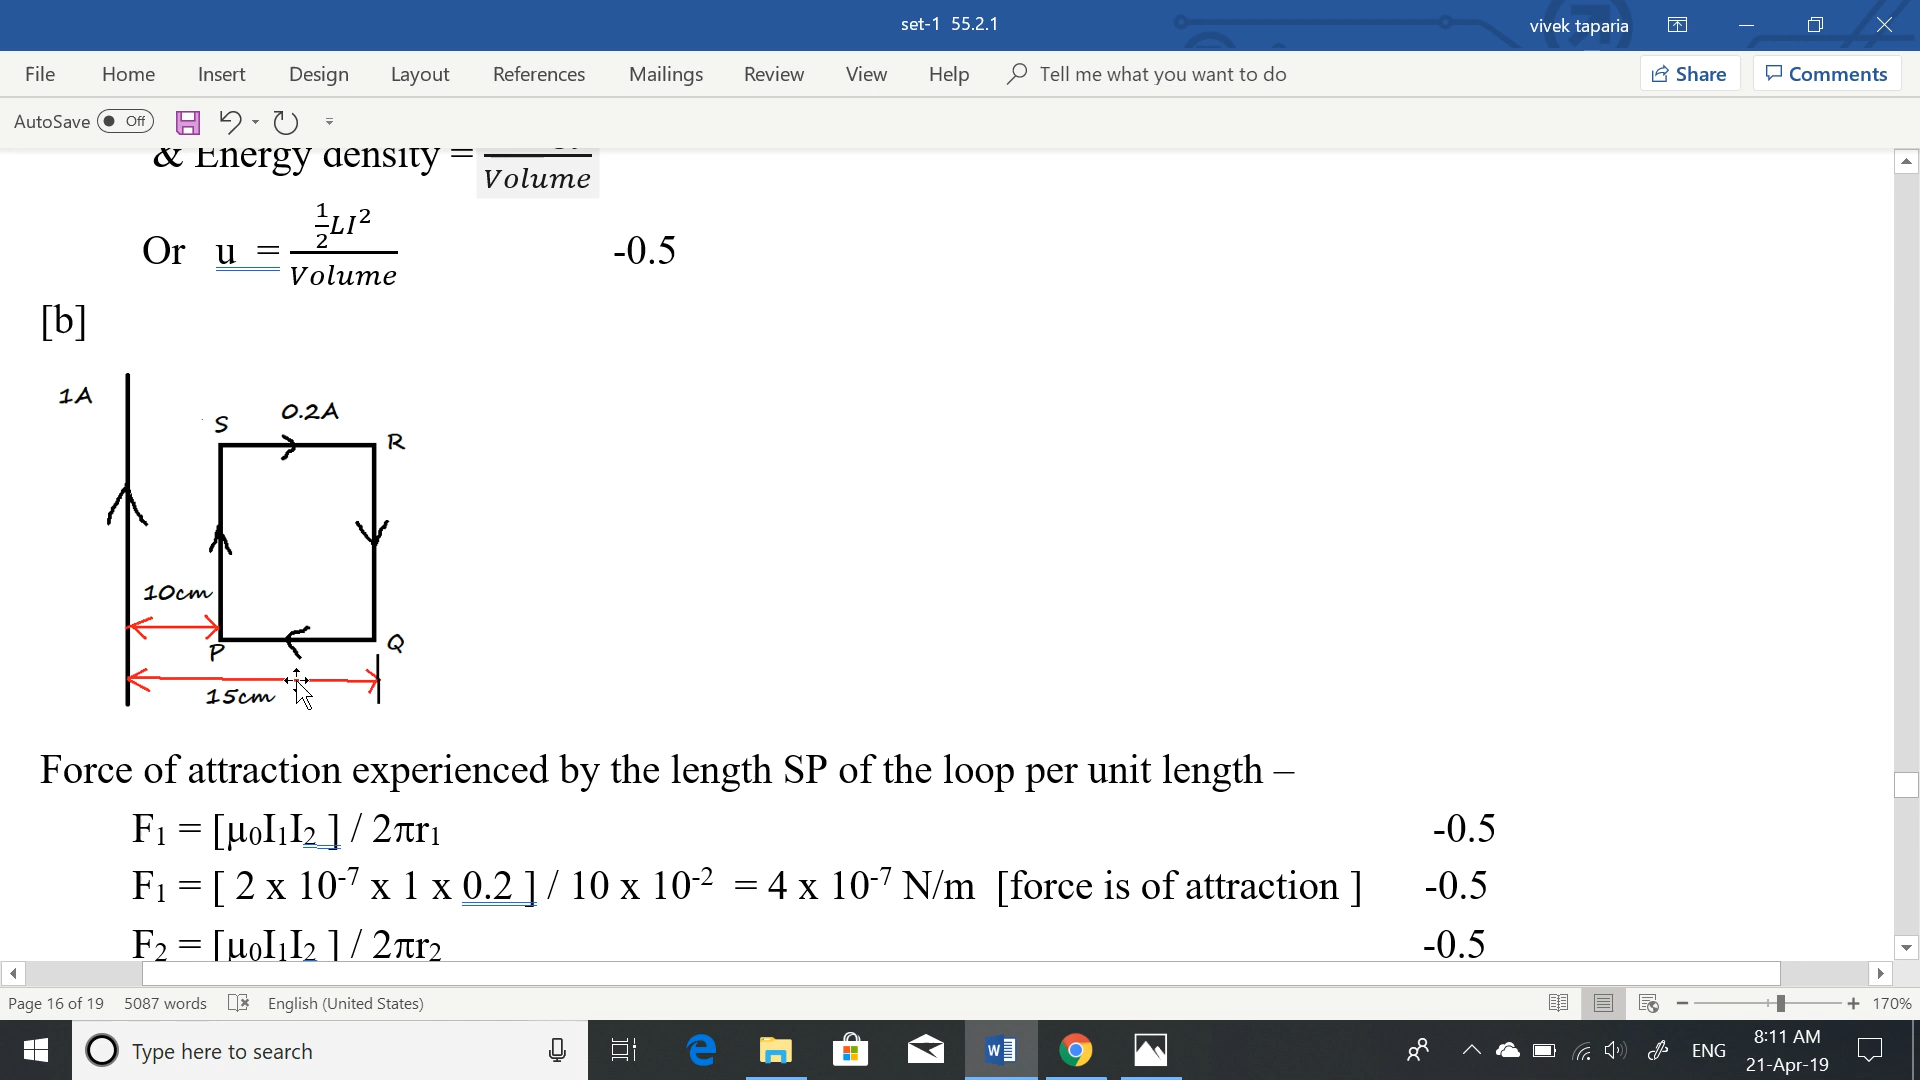 set-1 55.2.1
vivek taparia
File Home Insert Design Layout References Mailings Review View Help Tell me what you want to do Share Comments
AutoSave Off
& Energy density = /Volume
Or u = ½LI²/Volume -0.5
[b]
1A
0.2A
S
R
10cm
P
Q
15cm
Force of attraction experienced by the length SP of the loop per unit length –
F₁ = [μ₀I₁I₂ ] / 2πr₁ -0.5
F₁ = [ 2 x 10⁻⁷ x 1 x 0.2 ] / 10 x 10⁻² = 4 x 10⁻⁷ N/m [force is of attraction ] -0.5
F₂ = [μ₀I₁I₂ ] / 2πr₂ -0.5
Page 16 of 19 5087 words English (United States) 170%
Type here to search
ENG
8:11 AM
21-Apr-19